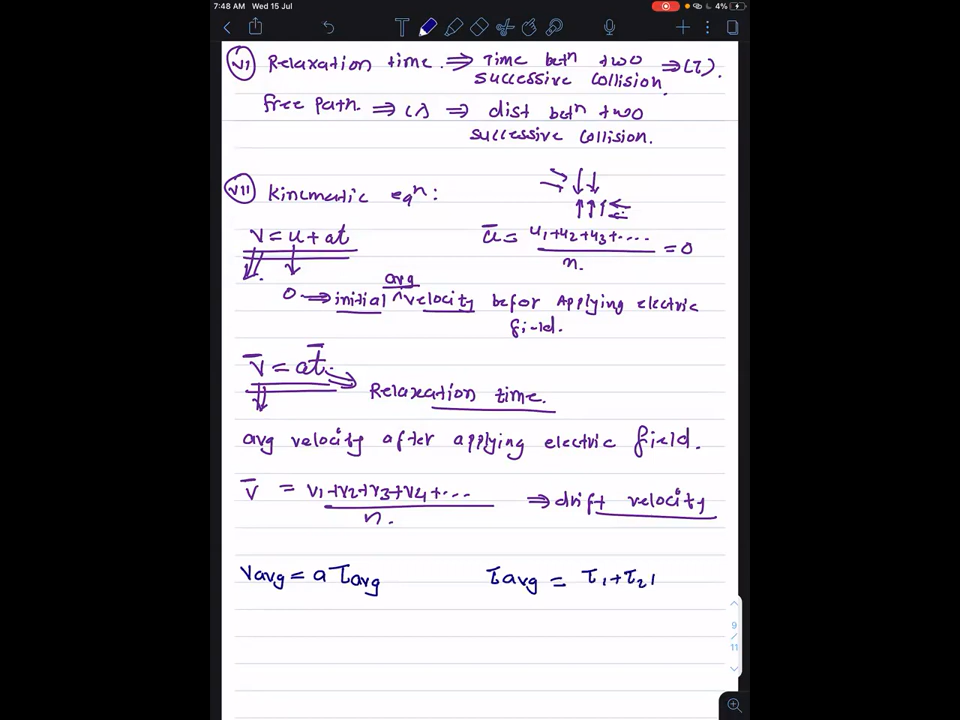 7:48 AM Wed 15 Jul
4%
(vi) Relaxation time ⇒ Time betn two successive collision ⇒ (τ).
free path. ⇒ (λ) ⇒ dist betn two successive collision.
(vii) Kinematic eqn:
v = u + at
ū = u1+u2+u3+.... / n. = 0
0 ⇒ initial ^avg velocity befor Applying electric field.
v̄ = at̄.
Relaxation time.
avg velocity after applying electric field.
v̄ = v1+v2+v3+v4+... / n. ⇒ drift velocity
Vavg = a τavg
τavg = τ1+τ2+
9
/
11